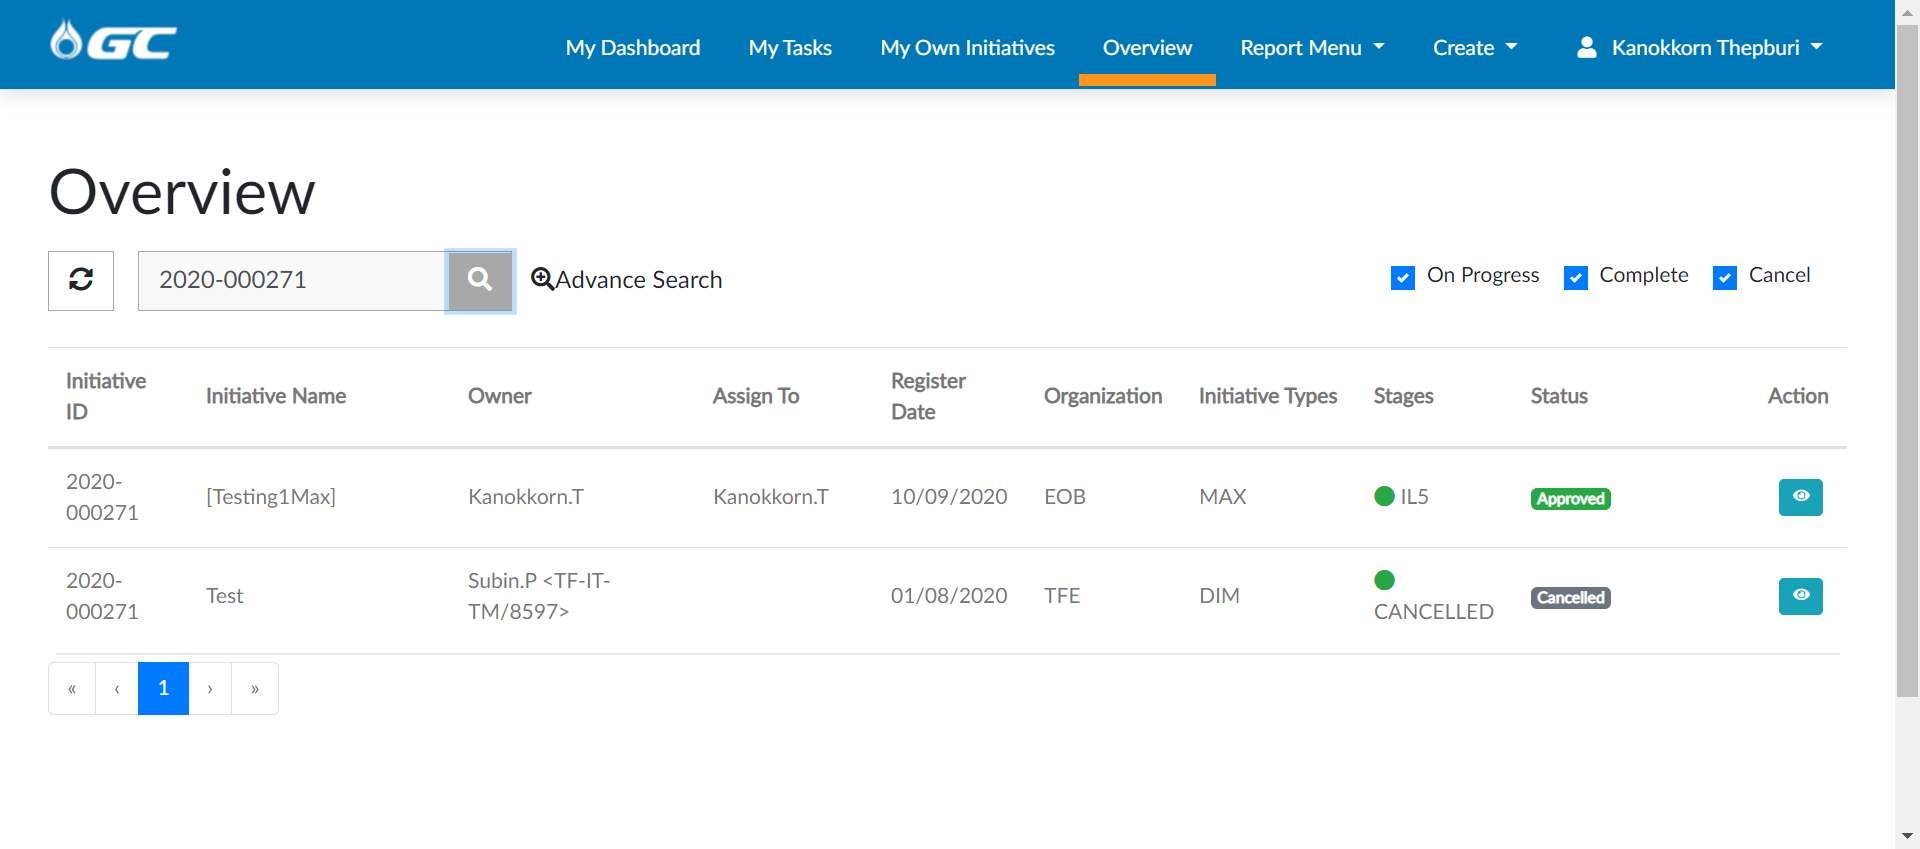 GC
My Dashboard
My Tasks
My Own Initiatives
Overview
Report Menu
Create
Kanokkorn Thepburi
Overview
2020-000271
Advance Search
On Progress
Complete
Cancel
Initiative
ID
Initiative Name
Owner
Assign To
Register
Date
Organization
Initiative Types
Stages
Status
Action
2020-
000271
[Testing1Max]
Kanokkorn.T
Kanokkorn.T
10/09/2020
EOB
MAX
IL5
Approved
2020-
000271
Test
Subin.P <TF-IT-
TM/8597>
01/08/2020
TFE
DIM
CANCELLED
Cancelled
«
‹
1
›
»